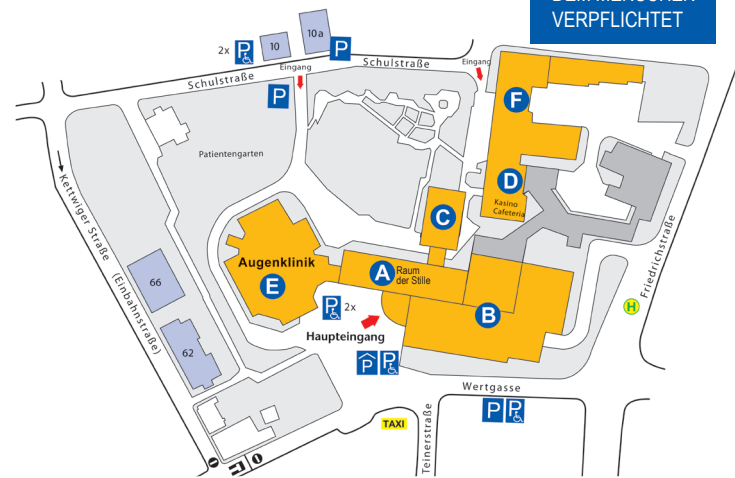 VERPFLICHTET
2x
10
10a
P
P
Eingang
Schulstraße
Schulstraße
Eingang
P
F
Patientengarten
D
Kasino
Cafeteria
C
Kettwiger Straße
(Einbahnstraße)
Friedrichstraße
Augenklinik
E
A
Raum
der Stille
66
B
H
P
2x
Haupteingang
62
P
P
Wertgasse
P
P
TAXI
Teinerstraße